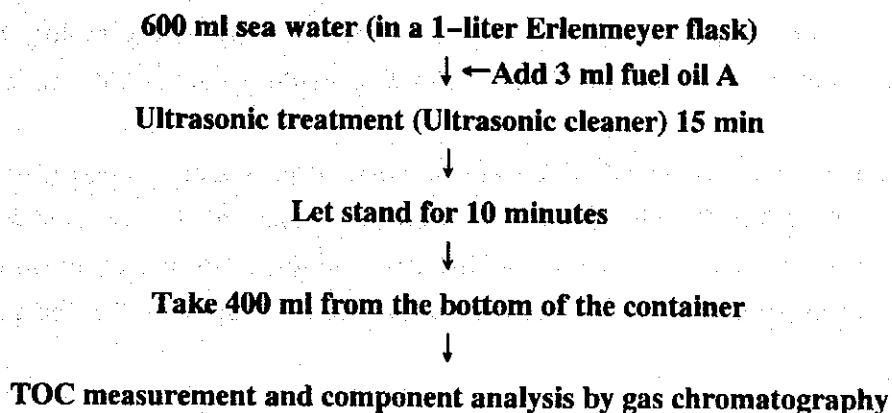 600 ml sea water (in a 1-liter Erlenmeyer flask)
↓ ←Add 3 ml fuel oil A
Ultrasonic treatment (Ultrasonic cleaner) 15 min
↓
Let stand for 10 minutes
↓
Take 400 ml from the bottom of the container
↓
TOC measurement and component analysis by gas chromatography